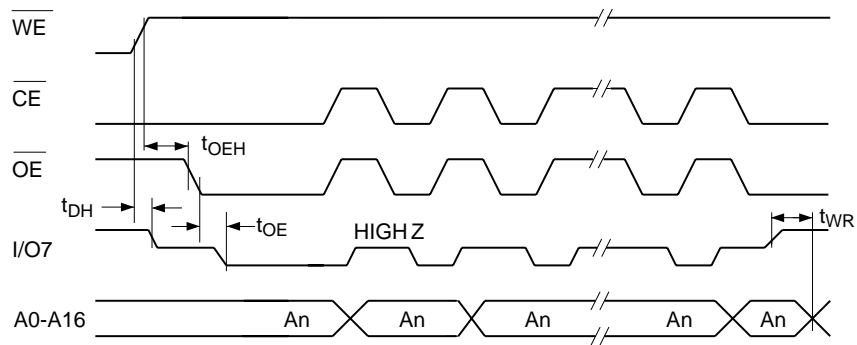 WE
CE
tOEH
OE
tDH
tOE
HIGH Z
tWR
I/O7
A0-A16 An An An An An